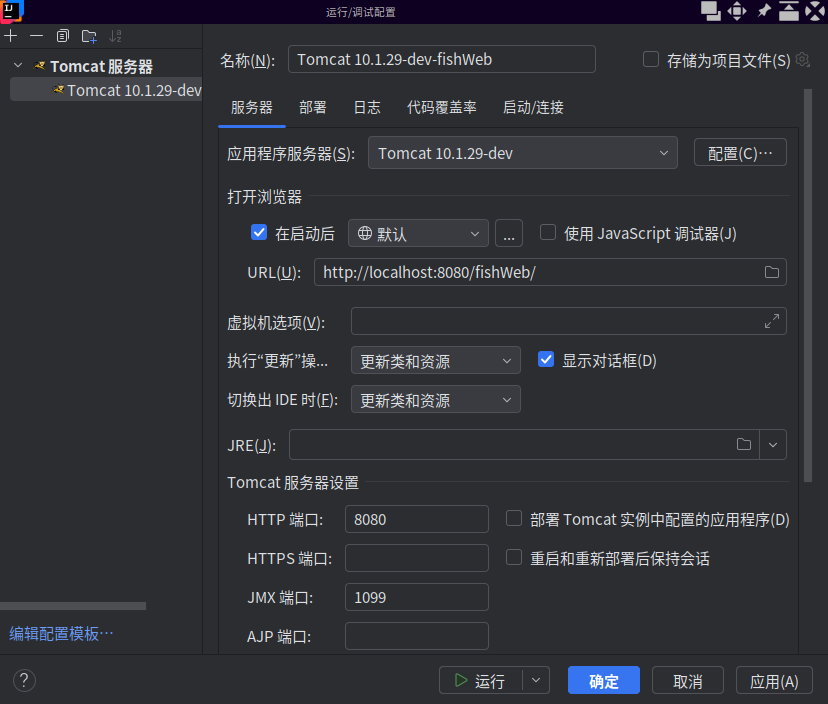 运行/调试配置
Tomcat 服务器
Tomcat 10.1.29-dev
编辑配置模板…
名称(N):
Tomcat 10.1.29-dev-fishWeb
存储为项目文件(S)
服务器 部署 日志 代码覆盖率 启动/连接
应用程序服务器(S):
Tomcat 10.1.29-dev
配置(C)…
打开浏览器
在启动后
默认
...
使用 JavaScript 调试器(J)
URL(U):
http://localhost:8080/fishWeb/
虚拟机选项(V):
执行“更新”操...
更新类和资源
显示对话框(D)
切换出 IDE 时(F):
更新类和资源
JRE(J):
Tomcat 服务器设置
HTTP 端口:
8080
部署 Tomcat 实例中配置的应用程序(D)
HTTPS 端口:
重启和重新部署后保持会话
JMX 端口:
1099
AJP 端口:
?
运行
确定
取消
应用(A)